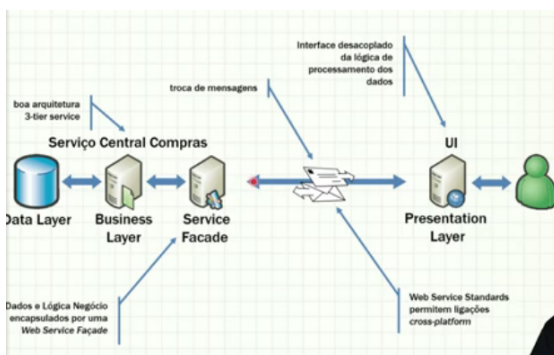 Interface desacoplado
da lógica de
processamento dos
dados
troca de mensagens
boa arquitetura
3-tier service
Serviço Central Compras
UI
Data Layer
Business
Layer
Service
Facade
Presentation
Layer
Dados e Lógica Negócio
encapsulados por uma
Web Service Façade
Web Service Standards
permitem ligações
cross-platform